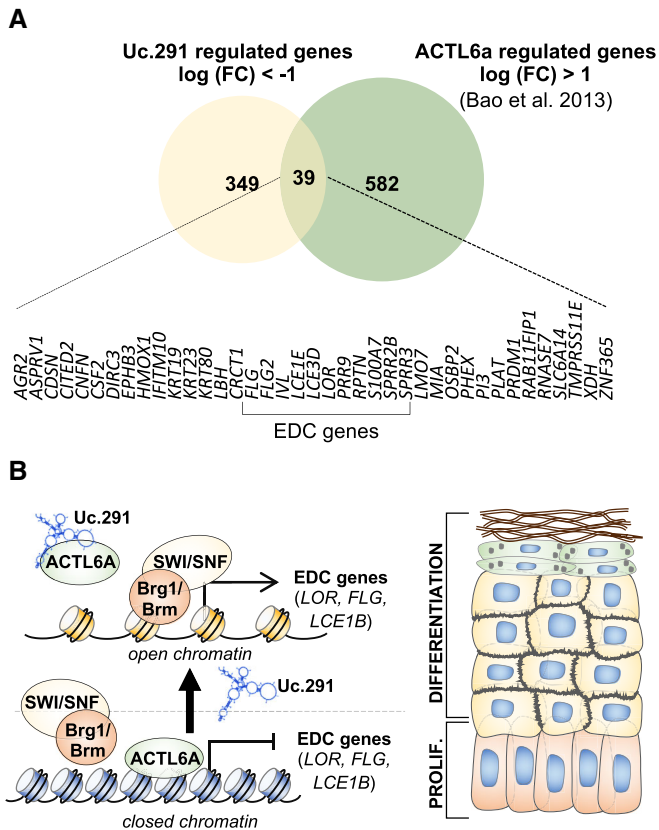 A
Uc.291 regulated genes
log (FC) < -1
ACTL6a regulated genes
log (FC) > 1
(Bao et al. 2013)
349
39
582
AGR2
ASPRV1
CDSN
CITED2
CNFN
CSF2
DIRC3
EPHB3
HMOX1
IFITM10
KRT19
KRT23
KRT80
LBH
CRCT1
FLG
FLG2
IVL
LCE1E
LCE3D
LOR
PRR9
RPTN
S100A7
SPRR2B
SPRR3
LMO7
MIA
OSBP2
PHEX
PI3
PLAT
PRDM1
RAB11FIP1
RNASE7
SLC6A14
TMPRSS11E
XDH
ZNF365
EDC genes
B
Uc.291
ACTL6A
SWI/SNF
Brg1/
Brm
EDC genes
(LOR, FLG,
LCE1B)
open chromatin
Uc.291
SWI/SNF
Brg1/
Brm
ACTL6A
EDC genes
(LOR, FLG,
LCE1B)
closed chromatin
DIFFERENTIATION
PROLIF.